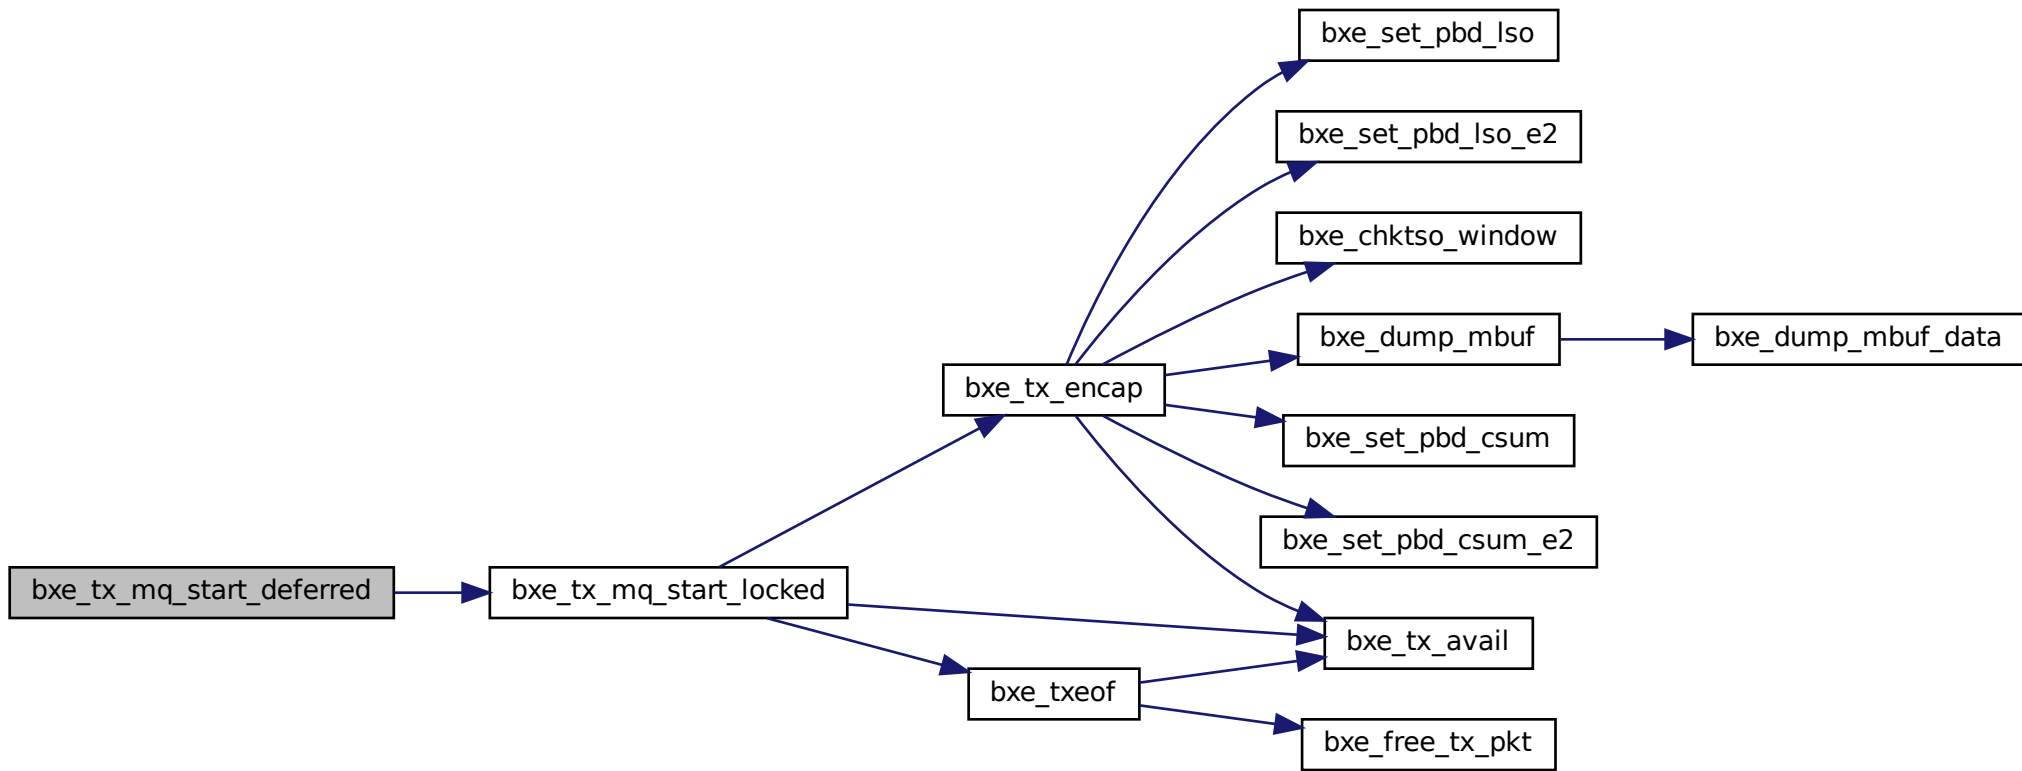 bxe_set_pbd_lso
bxe_set_pbd_lso_e2
bxe_chktso_window
bxe_dump_mbuf
bxe_dump_mbuf_data
bxe_tx_encap
bxe_set_pbd_csum
bxe_set_pbd_csum_e2
bxe_tx_mq_start_deferred
bxe_tx_mq_start_locked
bxe_tx_avail
bxe_txeof
bxe_free_tx_pkt